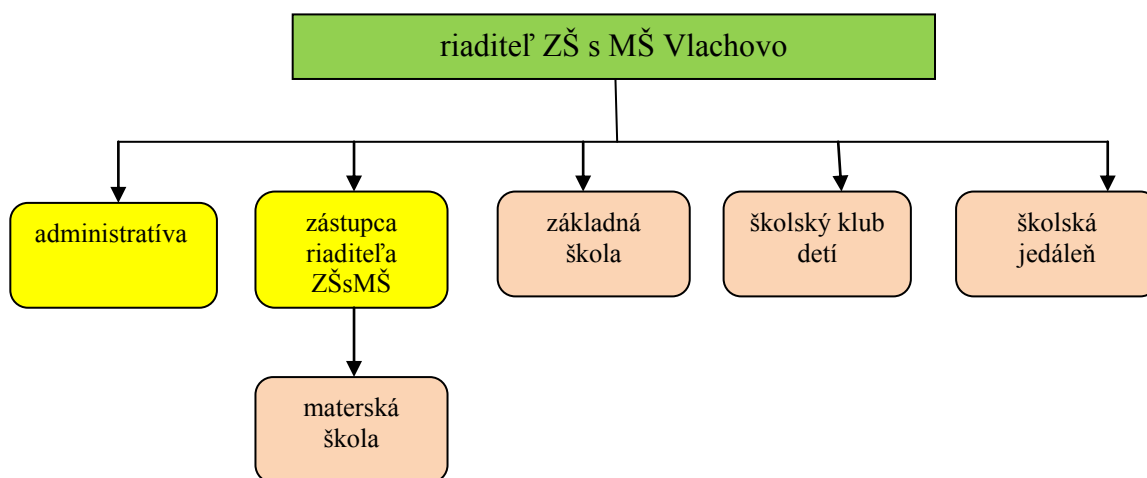 riaditeľ ZŠ s MŠ Vlachovo
administratíva
zástupca
riaditeľa
ZŠsMŠ
základná
škola
školský klub
detí
školská
jedáleň
materská
škola